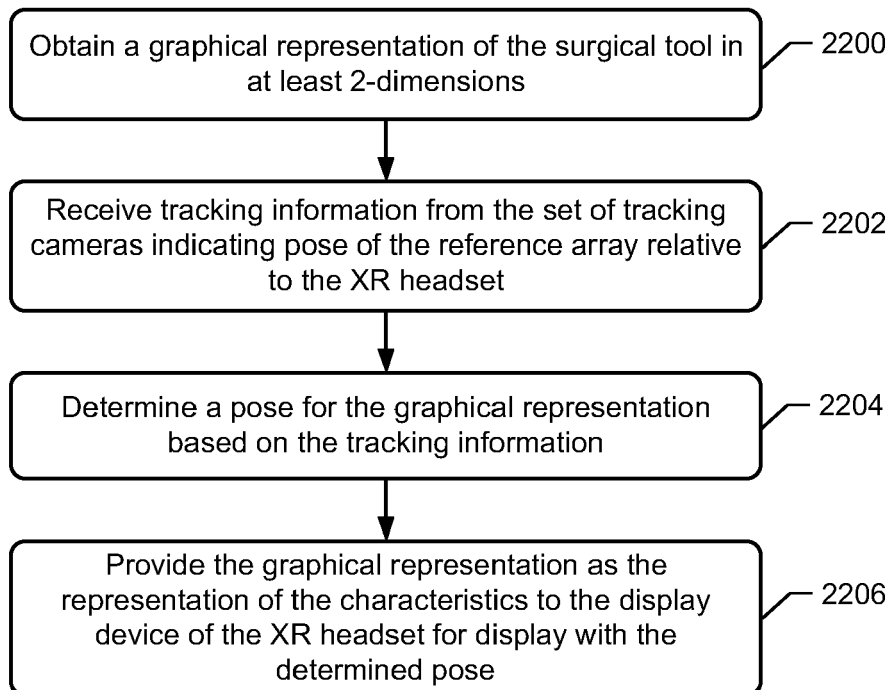 Obtain a graphical representation of the surgical tool in
at least 2-dimensions
2200
Receive tracking information from the set of tracking
cameras indicating pose of the reference array relative
to the XR headset
2202
Determine a pose for the graphical representation
based on the tracking information
2204
Provide the graphical representation as the
representation of the characteristics to the display
device of the XR headset for display with the
determined pose
2206